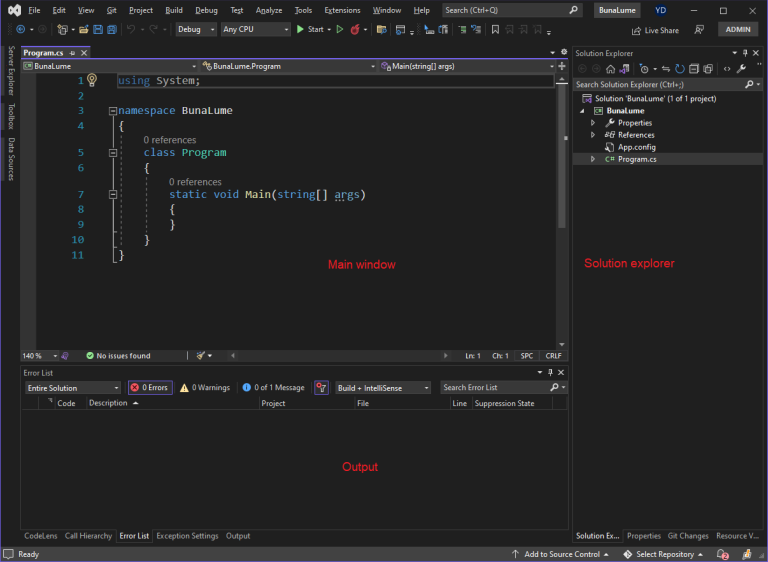 File Edit View Git Project Build Debug Test Analyze Tools Extensions Window Help Search (Ctrl+Q) BunaLume YD
Debug Any CPU Start Live Share ADMIN
Server Explorer
Toolbox
Data Sources
Program.cs
BunaLume BunaLume.Program Main(string[] args)
1 using System;
2
3 namespace BunaLume
4 {
0 references
5 class Program
6 {
0 references
7 static void Main(string[] args)
8 {
9 }
10 }
11 }
Main window
140 % No issues found Ln: 1 Ch: 1 SPC CRLF
Error List
Entire Solution 0 Errors 0 Warnings 0 of 1 Message Build + IntelliSense Search Error List
Code Description Project File Line Suppression State
Output
CodeLens Call Hierarchy Error List Exception Settings Output
Solution Explorer
Search Solution Explorer (Ctrl+;)
Solution 'BunaLume' (1 of 1 project)
BunaLume
Properties
References
App.config
C# Program.cs
Solution explorer
Solution Ex... Properties Git Changes Resource V...
Ready Add to Source Control Select Repository 2